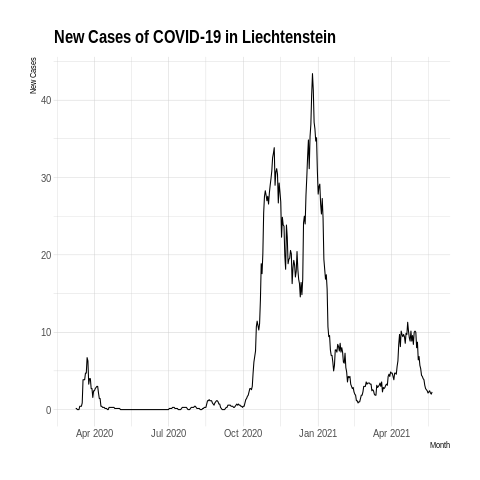 New Cases of COVID-19 in Liechtenstein
New Cases
40
30
20
10
0
Apr 2020 Jul 2020 Oct 2020 Jan 2021 Apr 2021
Month